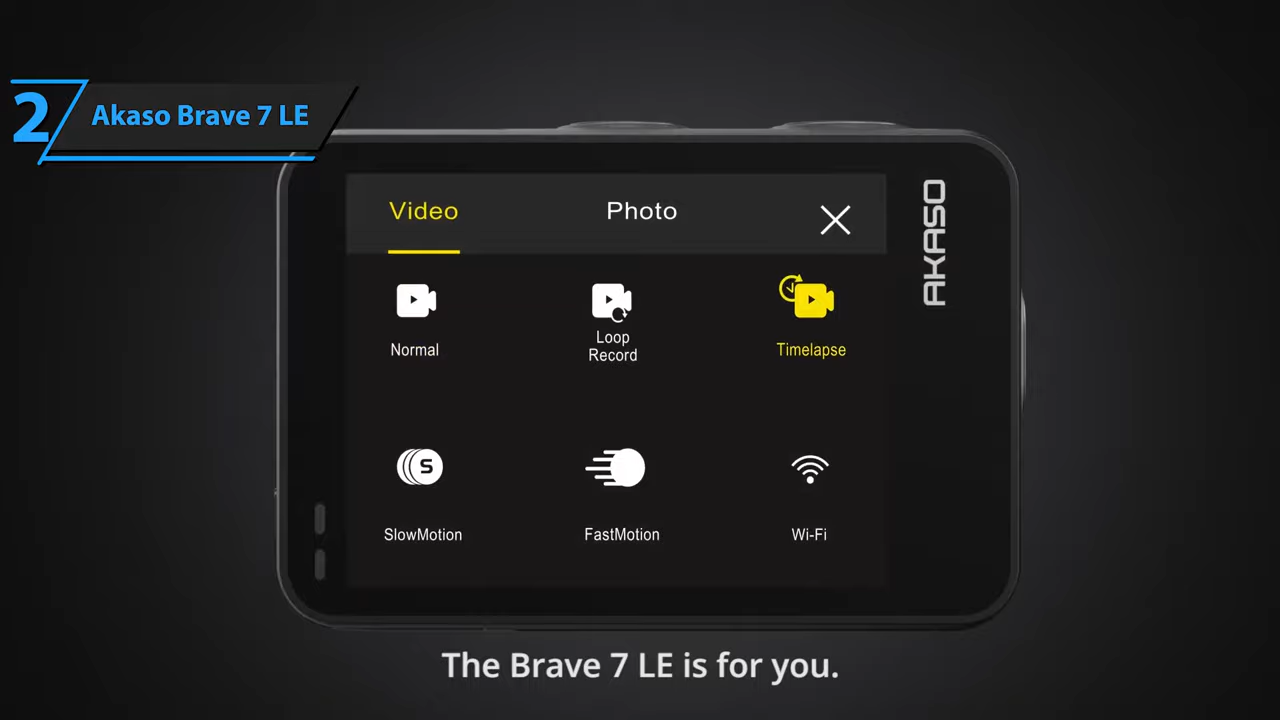 2
Akaso Brave 7 LE
Video
Photo
AKASO
Normal
Loop
Record
Timelapse
S
SlowMotion
FastMotion
Wi-Fi
The Brave 7 LE is for you.